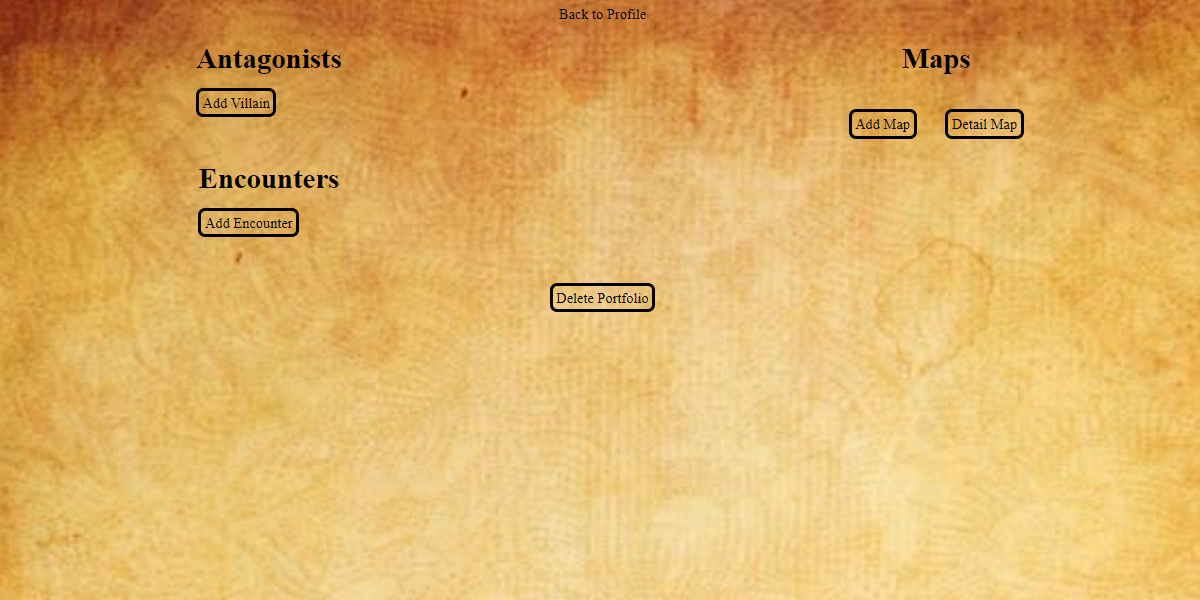 Back to Profile
Antagonists
Add Villain
Encounters
Add Encounter
Maps
Add Map
Detail Map
Delete Portfolio